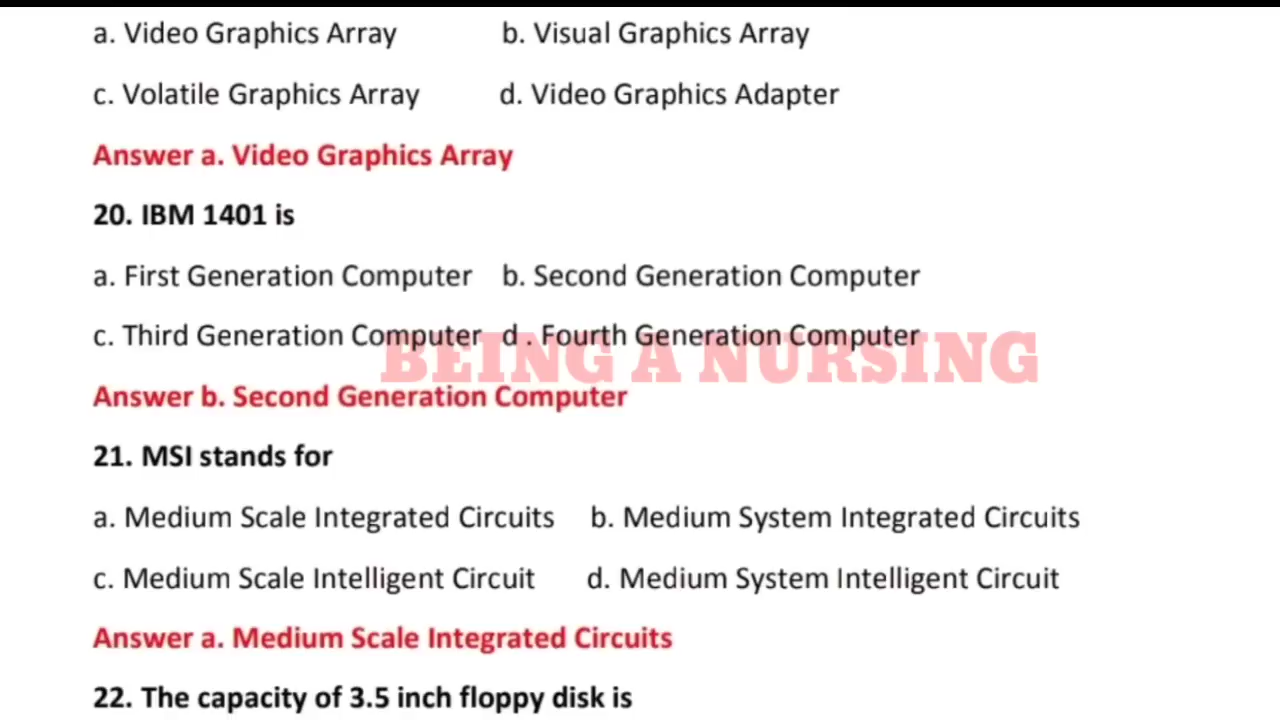 a. Video Graphics Array b. Visual Graphics Array
c. Volatile Graphics Array d. Video Graphics Adapter
Answer a. Video Graphics Array
20. IBM 1401 is
a. First Generation Computer b. Second Generation Computer
c. Third Generation Computer d . Fourth Generation Computer
BEING A NURSING
Answer b. Second Generation Computer
21. MSI stands for
a. Medium Scale Integrated Circuits b. Medium System Integrated Circuits
c. Medium Scale Intelligent Circuit d. Medium System Intelligent Circuit
Answer a. Medium Scale Integrated Circuits
22. The capacity of 3.5 inch floppy disk is